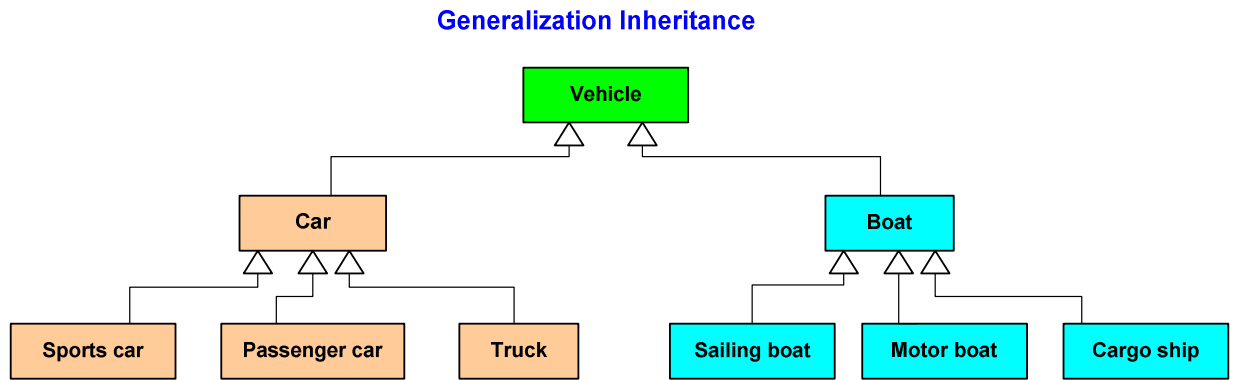 Generalization Inheritance
Vehicle
Car
Boat
Sports car
Passenger car
Truck
Sailing boat
Motor boat
Cargo ship